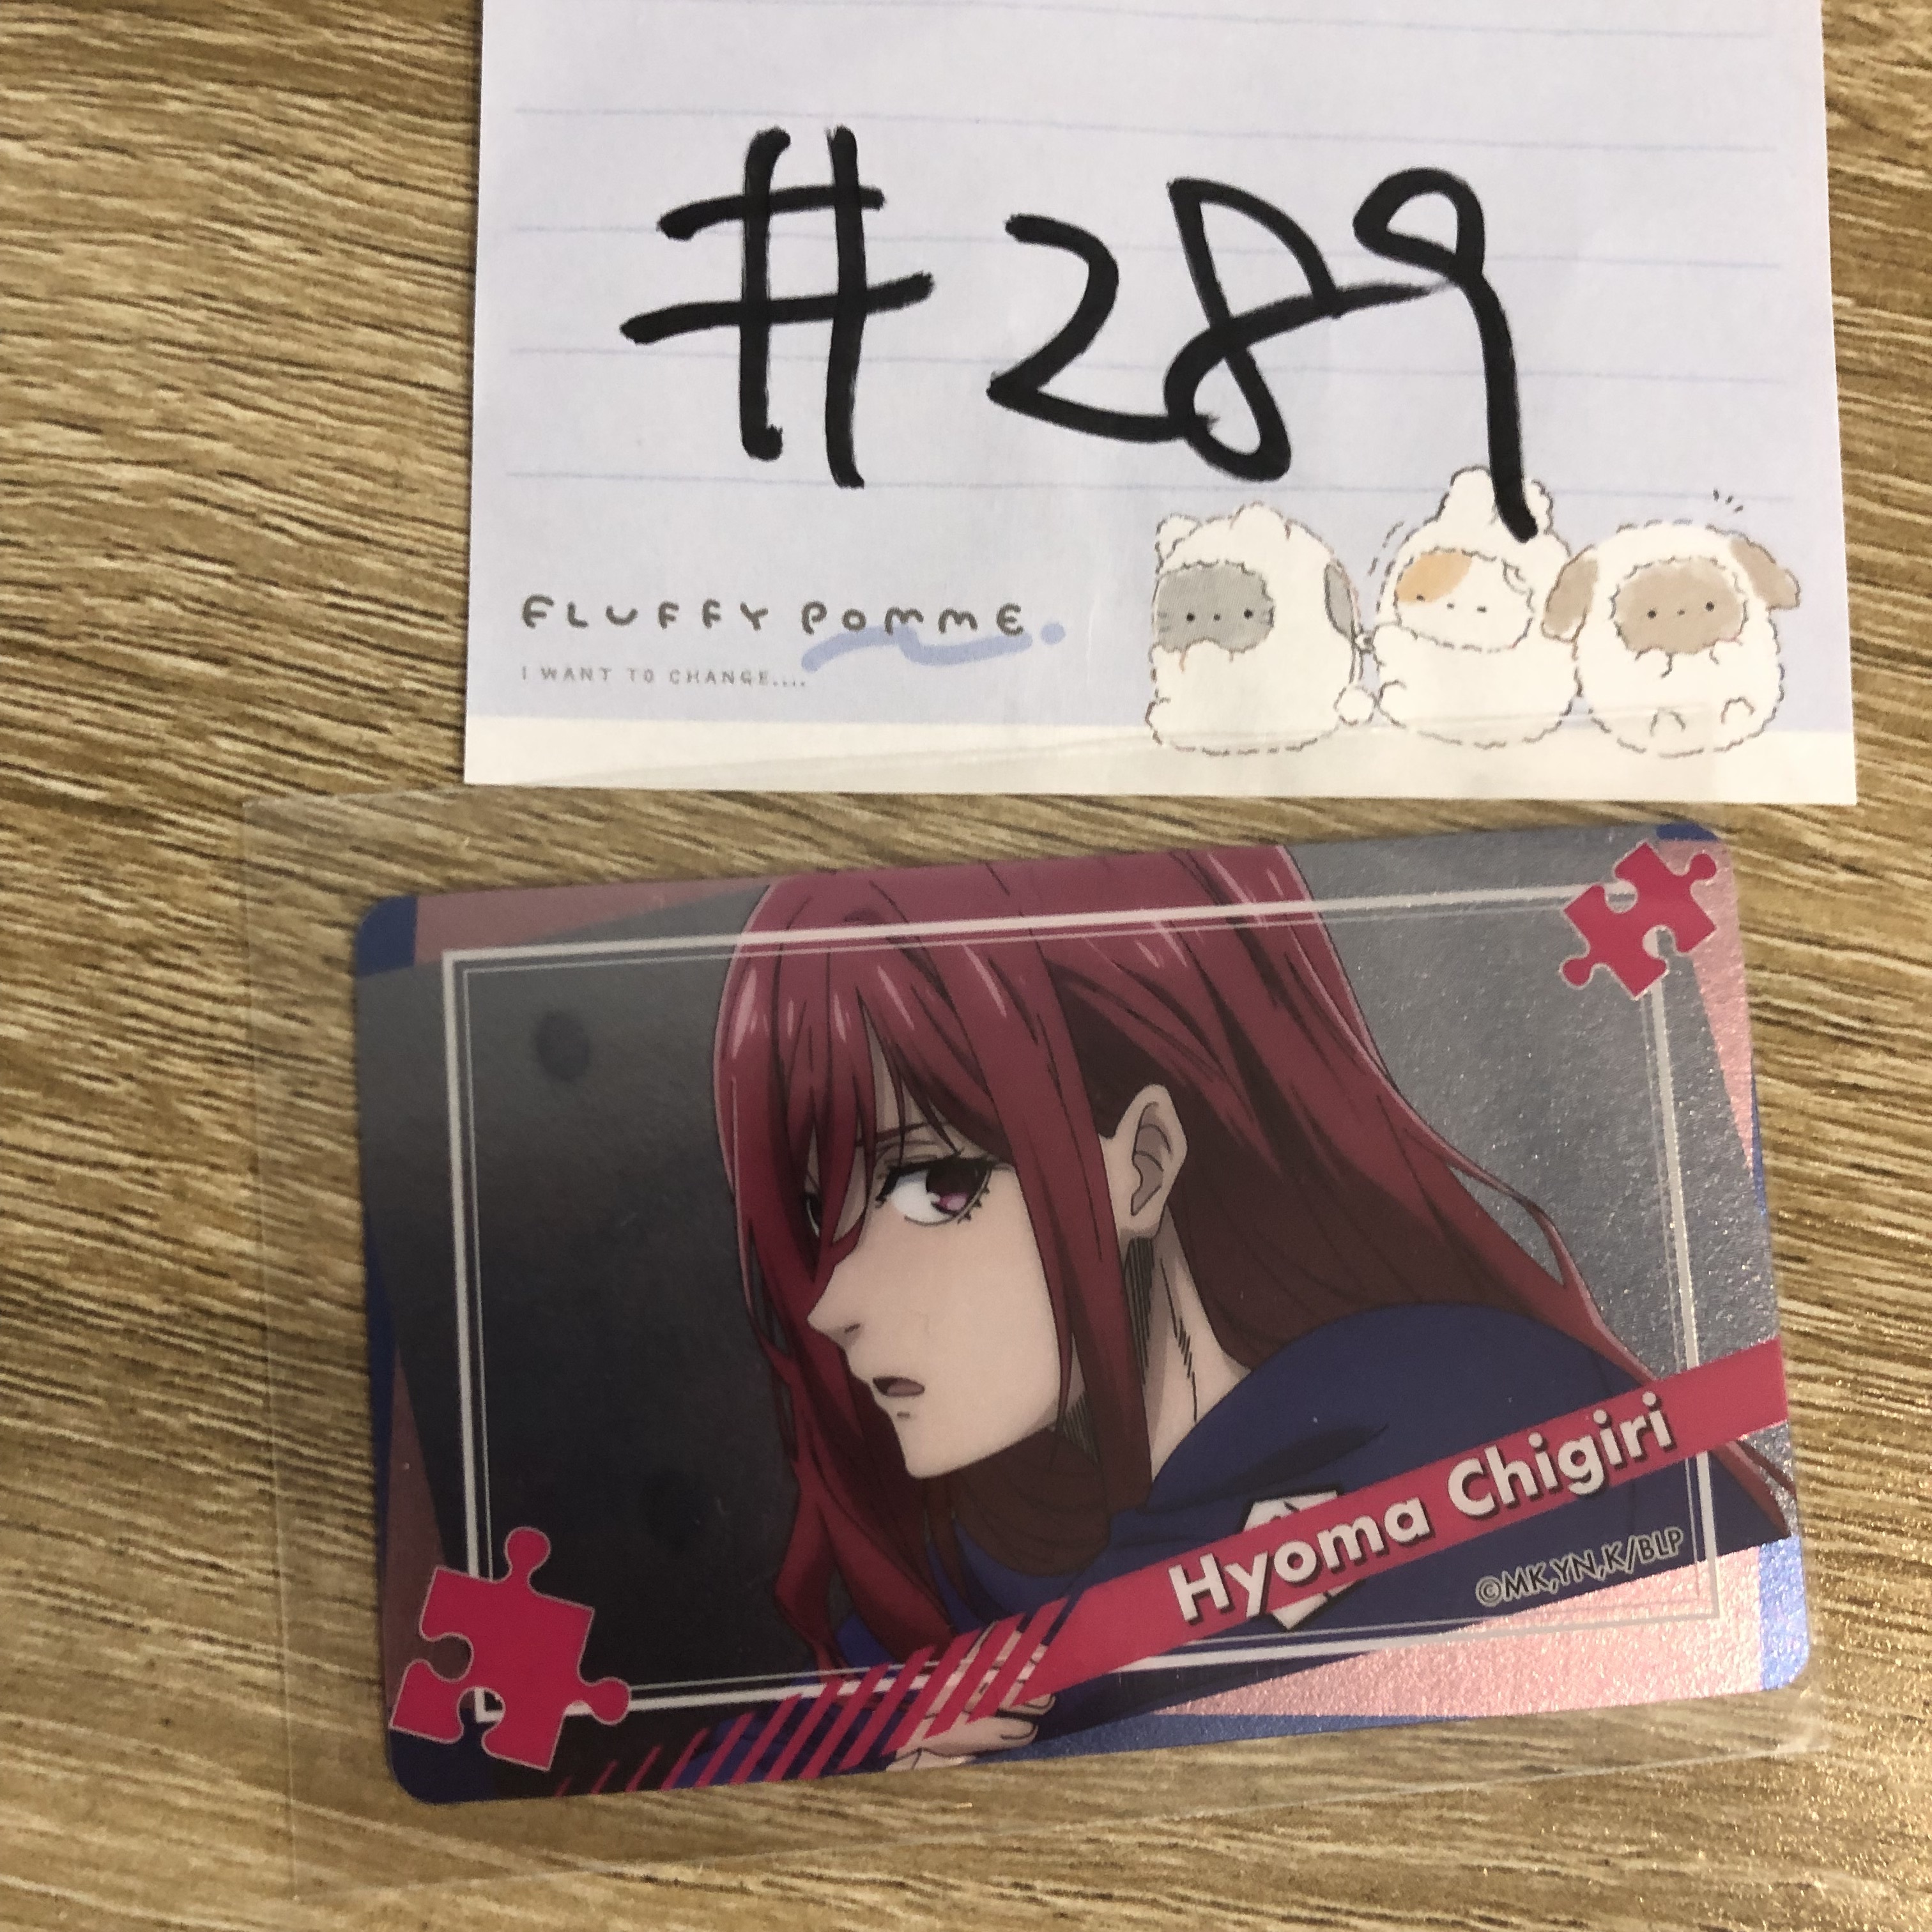 #289
FLUFFY POMME.
I WANT TO CHANGE....
Hyoma Chigiri
©MK,YN,K/BLP